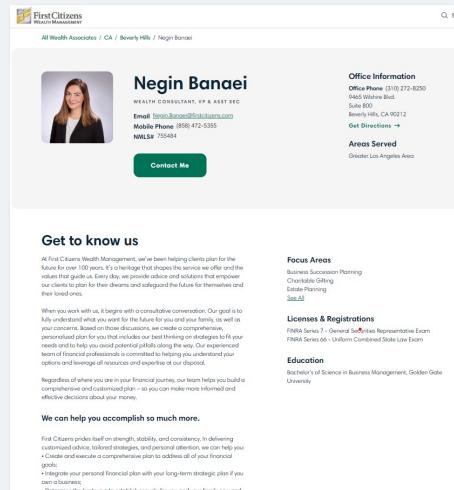 First Citizens
WEALTH MANAGEMENT
All Wealth Associates / CA / Beverly Hills / Negin Banaei
Negin Banaei
WEALTH CONSULTANT, VP & ASST SEC
Email Negin.Banaei@firstcitizens.com
Mobile Phone (858) 472-5355
NMLS# 755484
Contact Me
Office Information
Office Phone (310) 272-8250
9465 Wilshire Blvd.
Suite 800
Beverly Hills, CA 90212
Get Directions →
Areas Served
Greater Los Angeles Area
Get to know us
At First Citizens Wealth Management, we've been helping clients plan for the
future for over 100 years. It's a heritage that shapes the service we offer and the
values that guide us. Every day, we provide advice and solutions that empower
our clients to plan for their dreams and safeguard the future for themselves and
their loved ones.
When you work with us, it begins with a consultative conversation. Our goal is to
fully understand what you want for the future for you and your family, as well as
your concerns. Based on those discussions, we create a comprehensive,
personalized plan for you that includes our best thinking on strategies to fit your
needs and to help you avoid potential pitfalls along the way. Our experienced
team of financial professionals is committed to helping you understand your
options and leverage all resources and expertise at our disposal.
Regardless of where you are in your financial journey, our team helps you build a
comprehensive and customized plan – so you can make more informed and
effective decisions about your money.
We can help you accomplish so much more.
First Citizens prides itself on strength, stability, and consistency. In delivering
customized advice, tailored strategies, and personal attention, we can help you:
• Create and execute a comprehensive plan to address all of your financial
goals;
• Integrate your personal financial plan with your long-term strategic plan if you
own a business;
Focus Areas
Business Succession Planning
Charitable Gifting
Estate Planning
See All
Licenses & Registrations
FINRA Series 7 - General Securities Representative Exam
FINRA Series 66 - Uniform Combined State Law Exam
Education
Bachelor's of Science in Business Management, Golden Gate
University